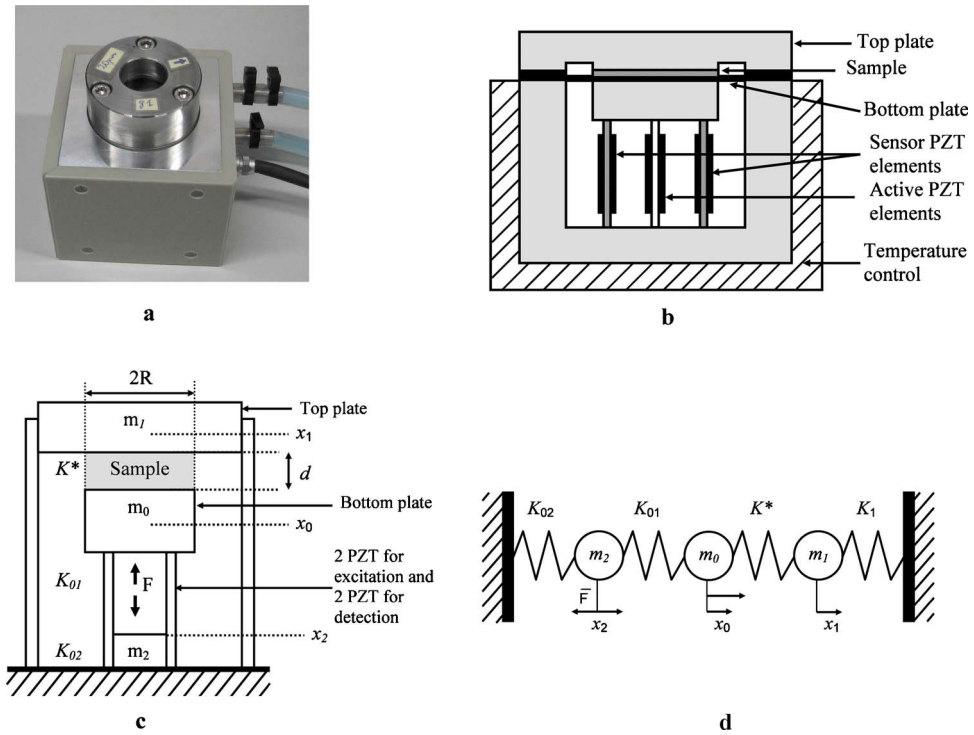 a
Top plate
Sample
Bottom plate
Sensor PZT
elements
Active PZT
elements
Temperature
control
b
2R
Top plate
m1
x1
K*
Sample
d
m0
Bottom plate
x0
K01
F
2 PZT for
excitation and
2 PZT for
detection
x2
K02
m2
c
K02
K01
K*
K1
m2
m0
m1
F
x2
x0
x1
d